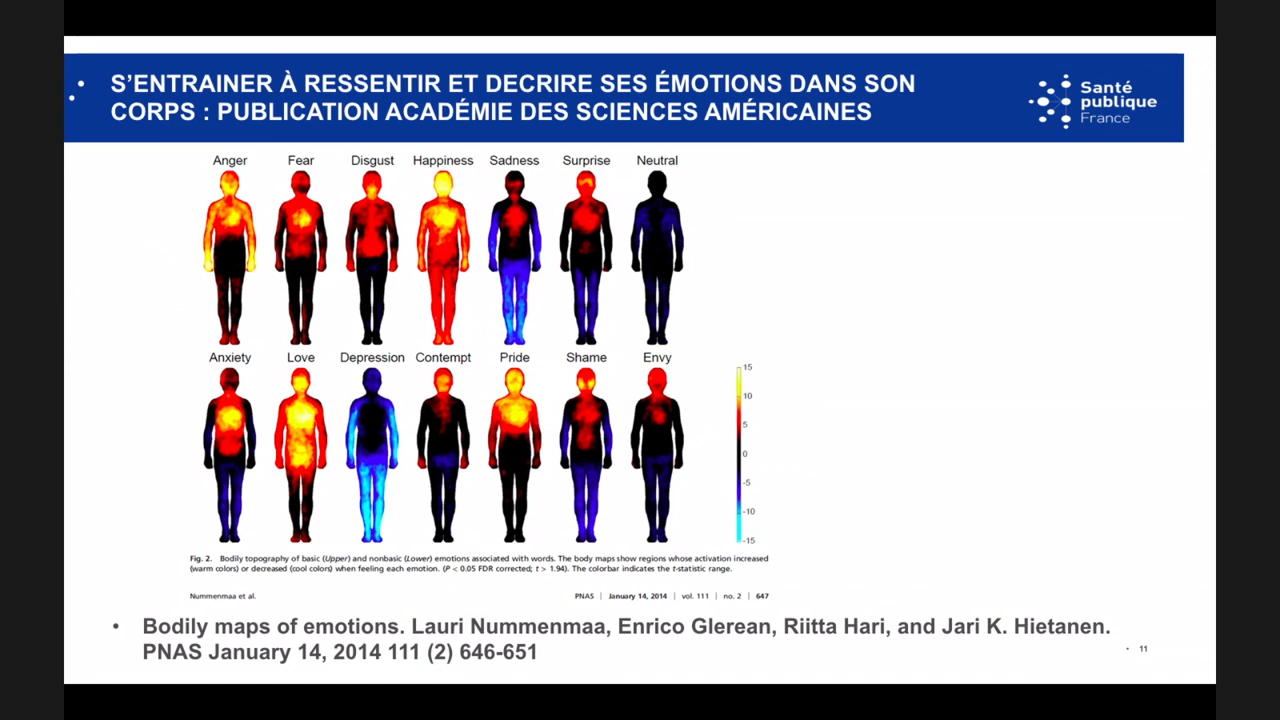 • S'ENTRAINER À RESSENTIR ET DECRIRE SES ÉMOTIONS DANS SON
• CORPS : PUBLICATION ACADÉMIE DES SCIENCES AMÉRICAINES
Santé
publique
France
Anger Fear Disgust Happiness Sadness Surprise Neutral
Anxiety Love Depression Contempt Pride Shame Envy
15
10
5
0
-5
-10
-15
Fig. 2. Bodily topography of basic (Upper) and nonbasic (Lower) emotions associated with words. The body maps show regions whose activation increased
(warm colors) or decreased (cool colors) when feeling each emotion. (P < 0.05 FDR corrected; t > 1.94). The colorbar indicates the t-statistic range.
Nummenmaa et al. PNAS | January 14, 2014 | vol. 111 | no. 2 | 647
• Bodily maps of emotions. Lauri Nummenmaa, Enrico Glerean, Riitta Hari, and Jari K. Hietanen.
PNAS January 14, 2014 111 (2) 646-651
• 11